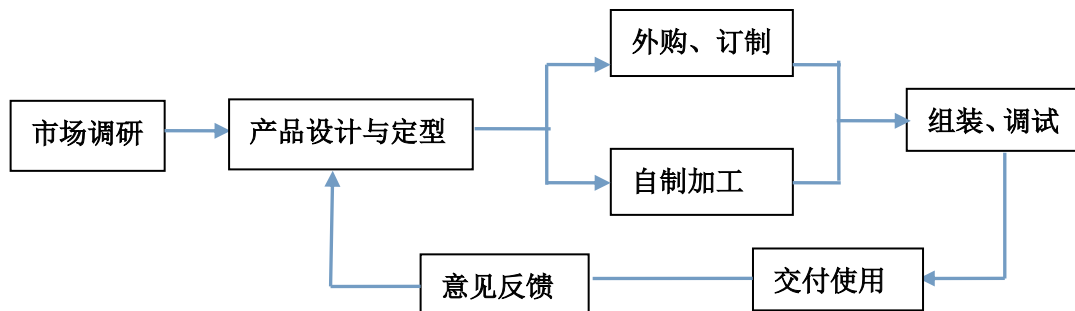 市场调研
产品设计与定型
外购、订制
自制加工
组装、调试
交付使用
意见反馈